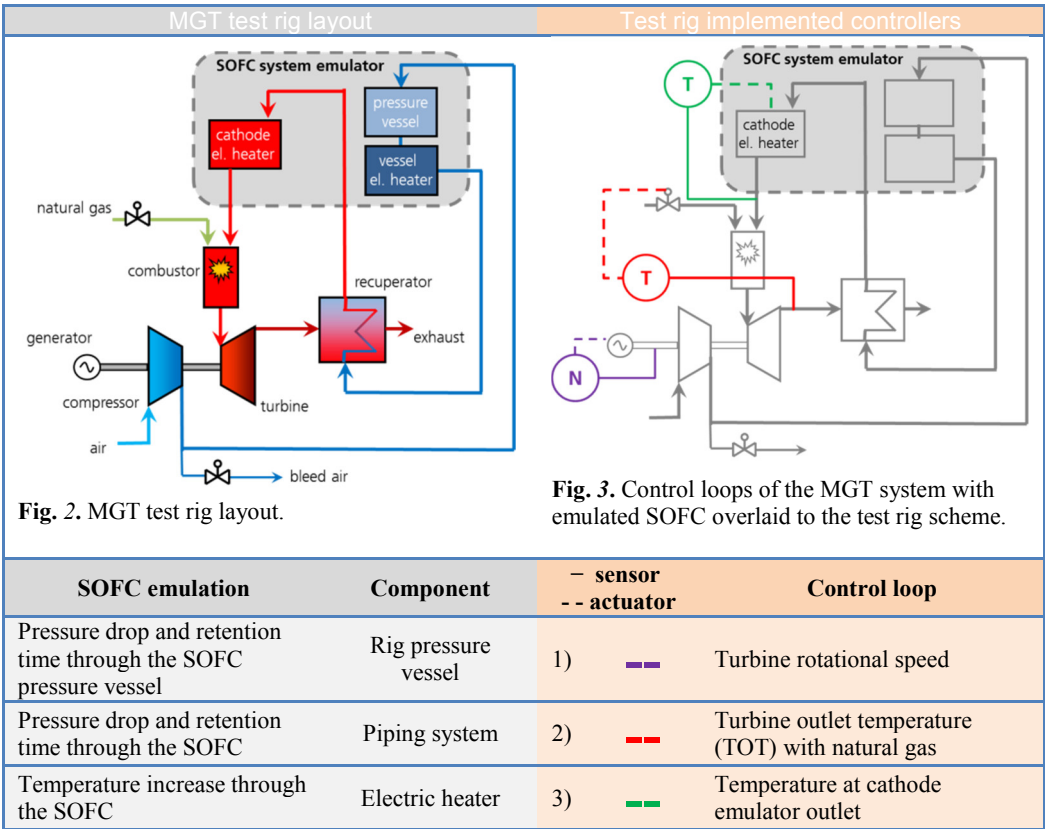 MGT test rig layout
Test rig implemented controllers
SOFC system emulator
pressure
vessel
cathode
el. heater
vessel
el. heater
natural gas
combustor
recuperator
generator
exhaust
compressor
turbine
air
bleed air
Fig. 2. MGT test rig layout.
SOFC system emulator
T
cathode
el. heater
T
N
Fig. 3. Control loops of the MGT system with
emulated SOFC overlaid to the test rig scheme.
SOFC emulation
Component
– sensor
- - actuator
Control loop
Pressure drop and retention
time through the SOFC
pressure vessel
Rig pressure
vessel
1)
Turbine rotational speed
Pressure drop and retention
time through the SOFC
Piping system
2)
Turbine outlet temperature
(TOT) with natural gas
Temperature increase through
the SOFC
Electric heater
3)
Temperature at cathode
emulator outlet